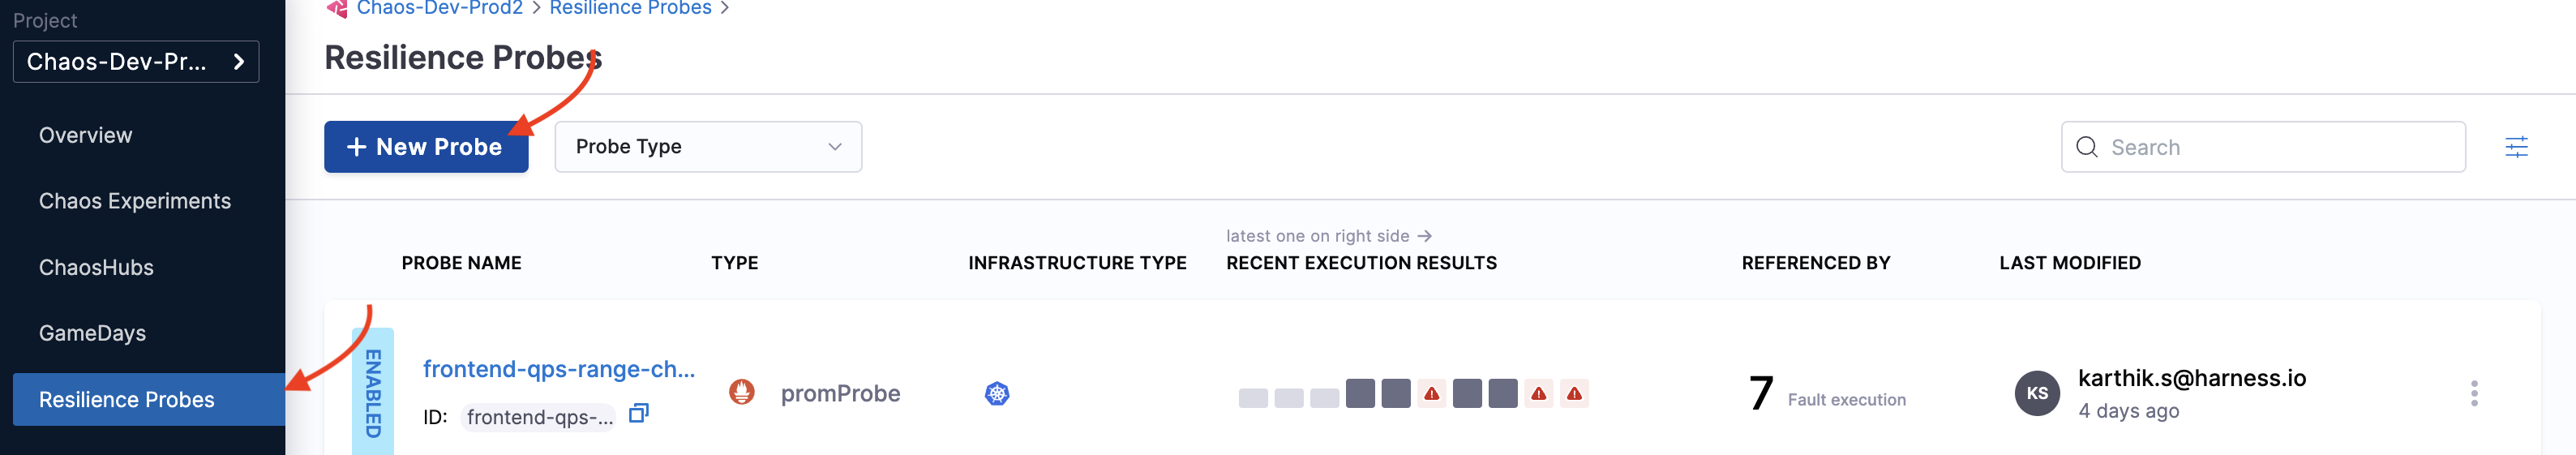 Project
Chaos-Dev-Pr...
Overview
Chaos Experiments
ChaosHubs
GameDays
Resilience Probes
Chaos-Dev-Prod2 > Resilience Probes >
Resilience Probes
+ New Probe
Probe Type
Search
latest one on right side →
PROBE NAME TYPE INFRASTRUCTURE TYPE RECENT EXECUTION RESULTS REFERENCED BY LAST MODIFIED
ENABLED
frontend-qps-range-ch...
ID: frontend-qps-...
promProbe
7 Fault execution
KS
karthik.s@harness.io
4 days ago